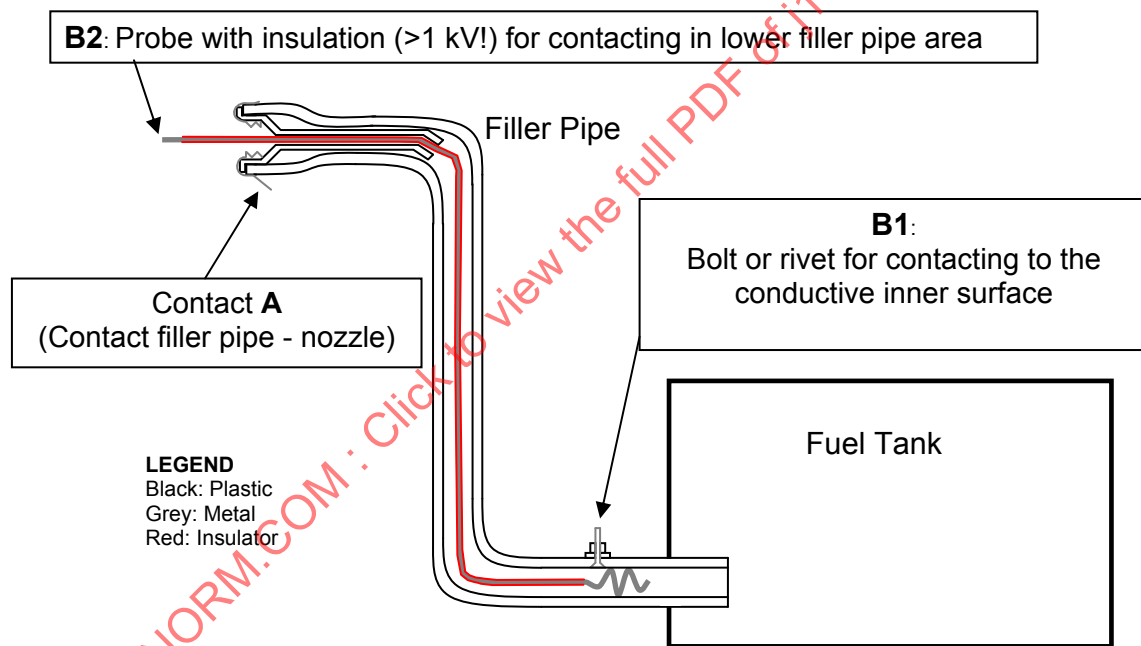 B2: Probe with insulation (>1 kV!) for contacting in lower filler pipe area
Filler Pipe
B1:
Bolt or rivet for contacting to the
conductive inner surface
Contact A
(Contact filler pipe - nozzle)
Fuel Tank
LEGEND
Black: Plastic
Grey: Metal
Red: Insulator
NORM.COM : Click to view the full PDF of